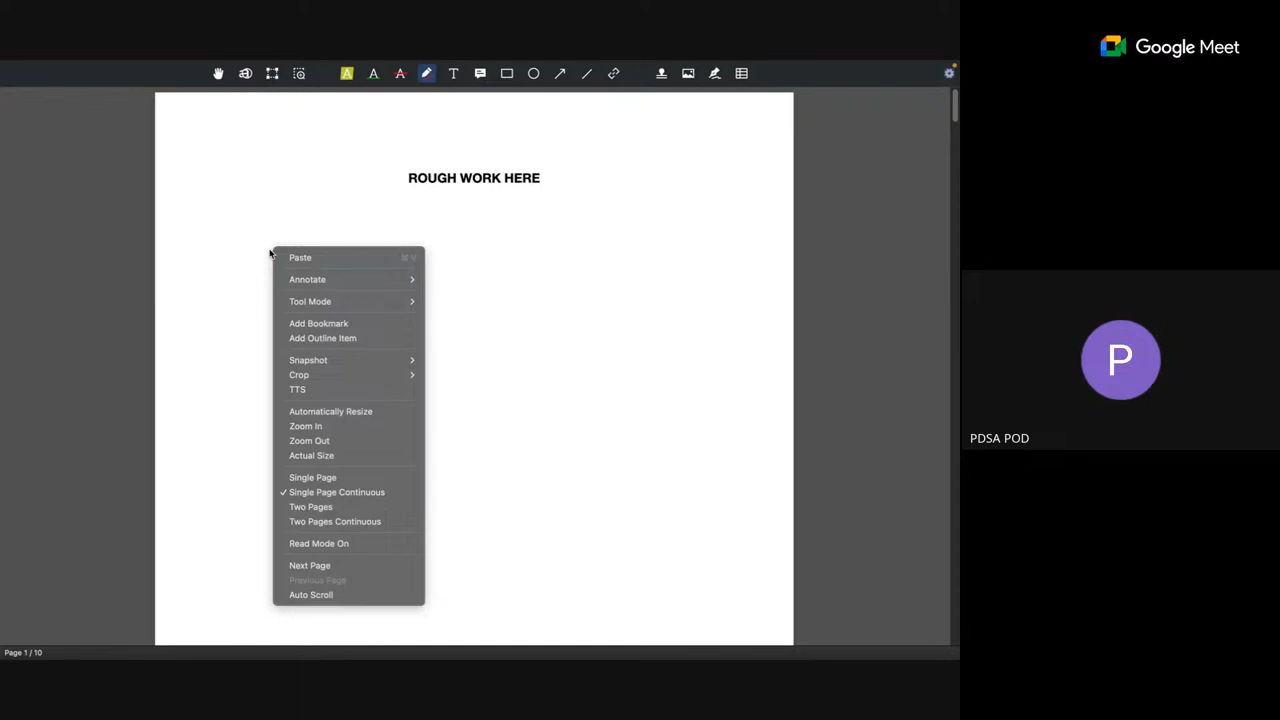 Google Meet
A
a
A
A
T
ROUGH WORK HERE
Paste ⌘ V
Annotate
Tool Mode
Add Bookmark
Add Outline Item
Snapshot
Crop
TTS
Automatically Resize
Zoom In
Zoom Out
Actual Size
Single Page
✓ Single Page Continuous
Two Pages
Two Pages Continuous
Read Mode On
Next Page
Previous Page
Auto Scroll
P
PDSA POD
Page 1 / 10